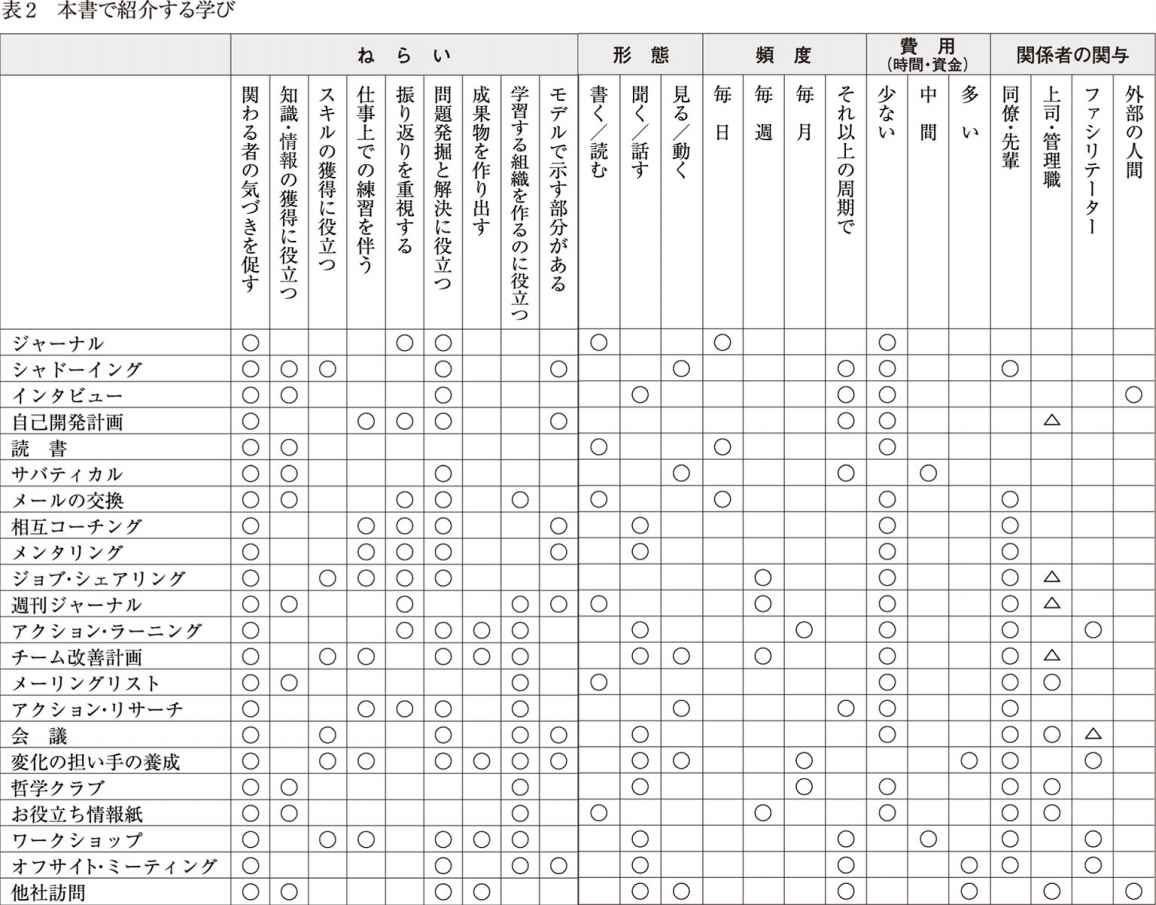 表2　本書で紹介する学び
ねらい　形態　頻度　費用（時間・資金）　関係者の関与
関わる者の気づきを促す
知識・情報の獲得に役立つ
スキルの獲得に役立つ
仕事上での練習を伴う
振り返りを重視する
問題発掘と解決に役立つ
成果物を作り出す
学習する組織を作るのに役立つ
モデルで示す部分がある
書く／読む
聞く／話す
見る／動く
毎日
毎週
毎月
それ以上の周期で
少ない
中間
多い
同僚・先輩
上司・管理職
ファシリテーター
外部の人間
ジャーナル ○ ○ ○ ○ ○ ○
シャドーイング ○ ○ ○ ○ ○ ○ ○ ○ ○
インタビュー ○ ○ ○ ○ ○ ○ ○
自己開発計画 ○ ○ ○ ○ ○ ○ ○ △
読書 ○ ○ ○ ○ ○
サバティカル ○ ○ ○ ○ ○ ○
メールの交換 ○ ○ ○ ○ ○ ○ ○ ○ ○
相互コーチング ○ ○ ○ ○ ○ ○ ○ ○
メンタリング ○ ○ ○ ○ ○ ○ ○ ○
ジョブ・シェアリング ○ ○ ○ ○ ○ ○ ○ ○ △
週刊ジャーナル ○ ○ ○ ○ ○ ○ ○ ○ ○ △
アクション・ラーニング ○ ○ ○ ○ ○ ○ ○ ○ ○ ○
チーム改善計画 ○ ○ ○ ○ ○ ○ ○ ○ ○ ○ ○ △
メーリングリスト ○ ○ ○ ○ ○ ○ ○
アクション・リサーチ ○ ○ ○ ○ ○ ○ ○ ○ ○
会議 ○ ○ ○ ○ ○ ○ ○ ○ ○ △
変化の担い手の養成 ○ ○ ○ ○ ○ ○ ○ ○ ○ ○ ○ ○ ○
哲学クラブ ○ ○ ○ ○ ○ ○ ○ ○
お役立ち情報紙 ○ ○ ○ ○ ○ ○ ○ ○
ワークショップ ○ ○ ○ ○ ○ ○ ○ ○ ○ ○ ○
オフサイト・ミーティング ○ ○ ○ ○ ○ ○ ○ ○ ○
他社訪問 ○ ○ ○ ○ ○ ○ ○ ○ ○ ○